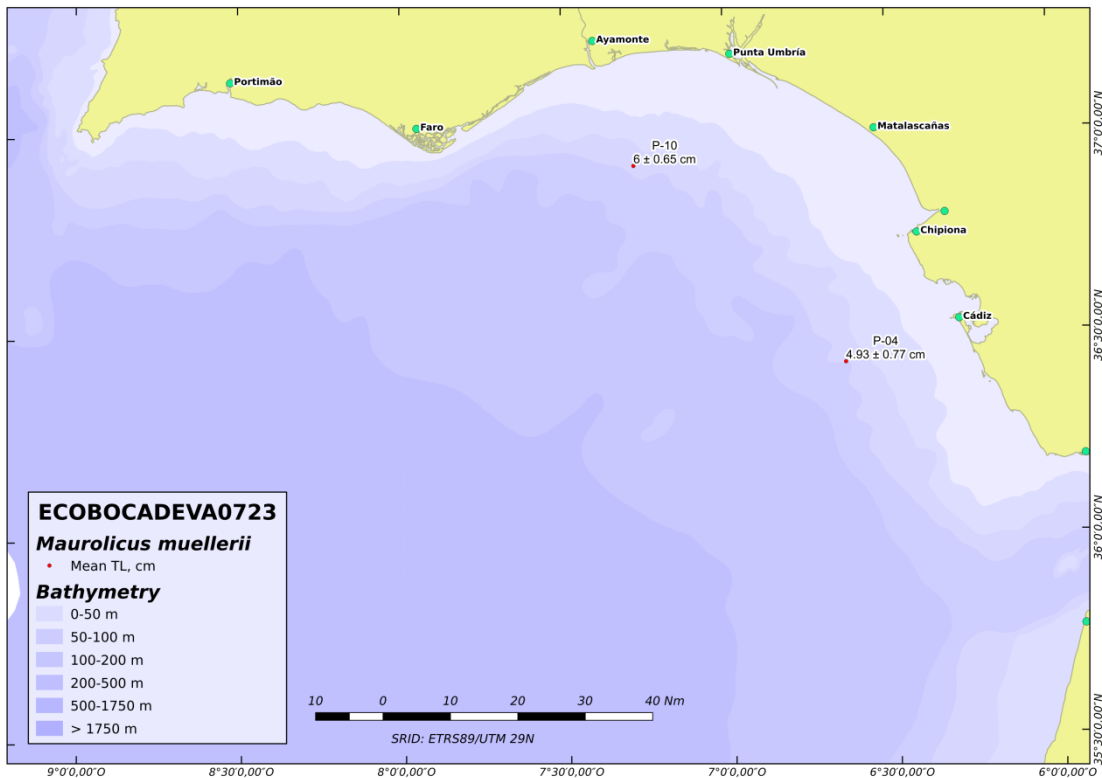 Ayamonte
Punta Umbría
Portimão
Faro
Matalascañas
P-10
6 ± 0.65 cm
Chipiona
Cádiz
P-04
4.93 ± 0.77 cm
37°0'0,00"N
36°30'0,00"N
36°0'0,00"N
35°30'0,00"N
ECOBOCADEVA0723
Maurolicus muellerii
Mean TL, cm
Bathymetry
0-50 m
50-100 m
100-200 m
200-500 m
500-1750 m
> 1750 m
10 0 10 20 30 40 Nm
SRID: ETRS89/UTM 29N
9°0'0,00"O 8°30'0,00"O 8°0'0,00"O 7°30'0,00"O 7°0'0,00"O 6°30'0,00"O 6°0'0,00"O